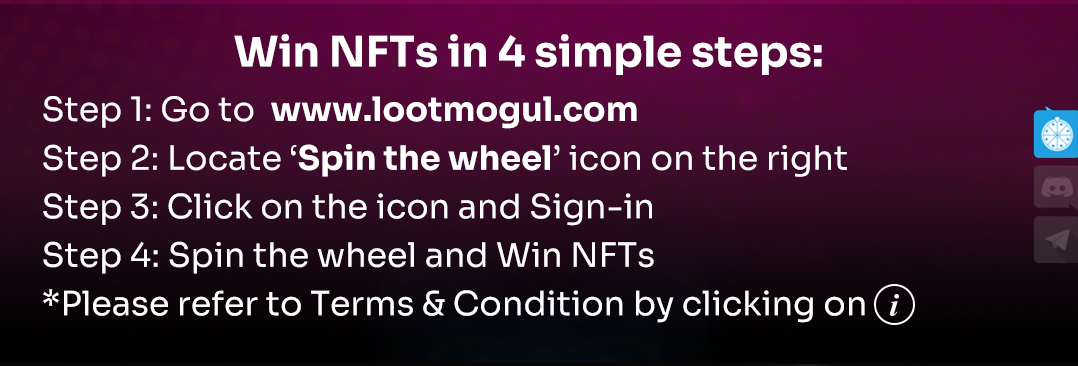 Win NFTs in 4 simple steps:
Step 1: Go to www.lootmogul.com
Step 2: Locate ‘Spin the wheel’ icon on the right
Step 3: Click on the icon and Sign-in
Step 4: Spin the wheel and Win NFTs
*Please refer to Terms & Condition by clicking on i